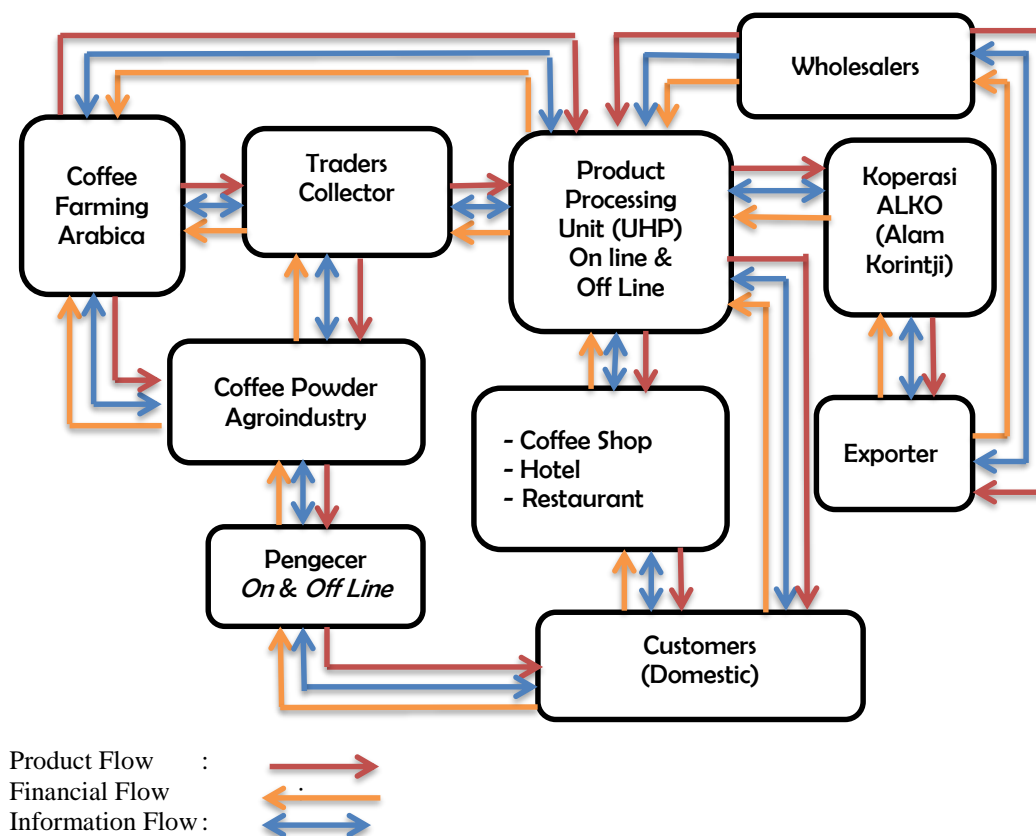 Wholesalers
Coffee
Farming
Arabica
Traders
Collector
Product
Processing
Unit (UHP)
On line &
Off Line
Koperasi
ALKO
(Alam
Korintji)
Coffee Powder
Agroindustry
- Coffee Shop
- Hotel
- Restaurant
Exporter
Pengecer
On & Off Line
Customers
(Domestic)
Product Flow :
Financial Flow :
Information Flow :